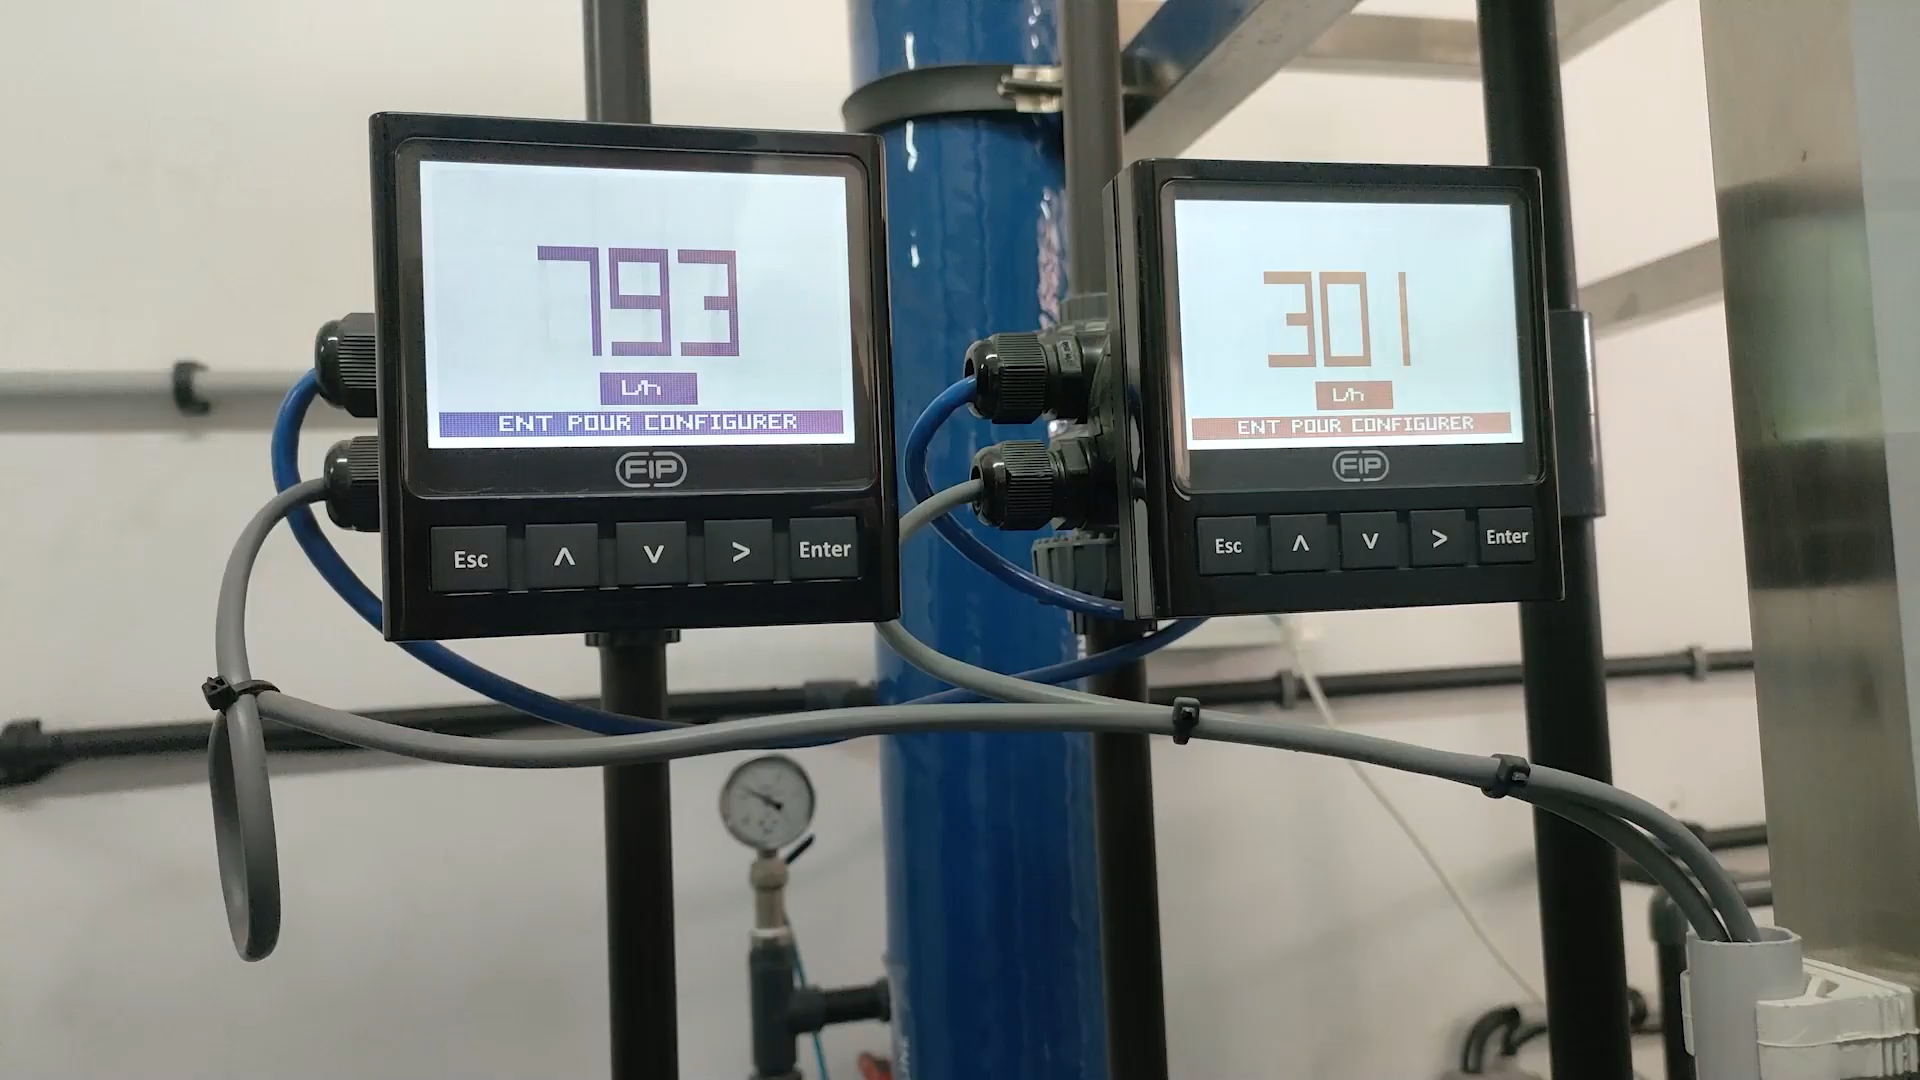 793
L/h
ENT POUR CONFIGURER
FIP
Esc
Λ
V
>
Enter
301
L/h
ENT POUR CONFIGURER
FIP
Esc
Λ
V
>
Enter